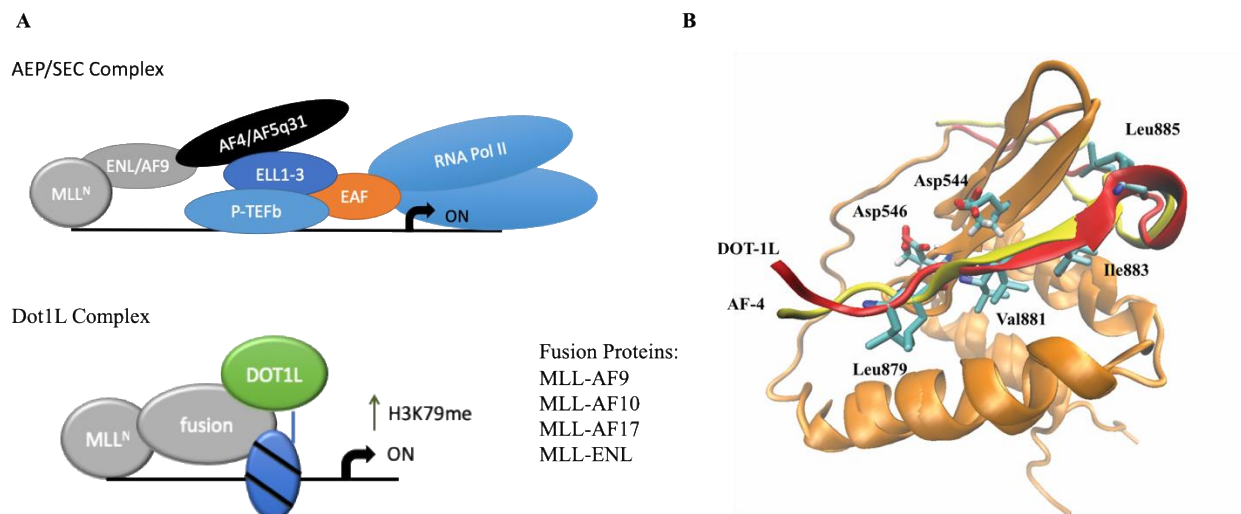 A
AEP/SEC Complex
AF4/AF5q31
ENL/AF9
RNA Pol II
ELL1-3
MLLᴺ
EAF
P-TEFb
ON
Dot1L Complex
DOT1L
fusion
MLLᴺ
H3K79me
ON
Fusion Proteins:
MLL-AF9
MLL-AF10
MLL-AF17
MLL-ENL
B
Leu885
Asp544
Asp546
DOT-1L
Ile883
AF-4
Val881
Leu879